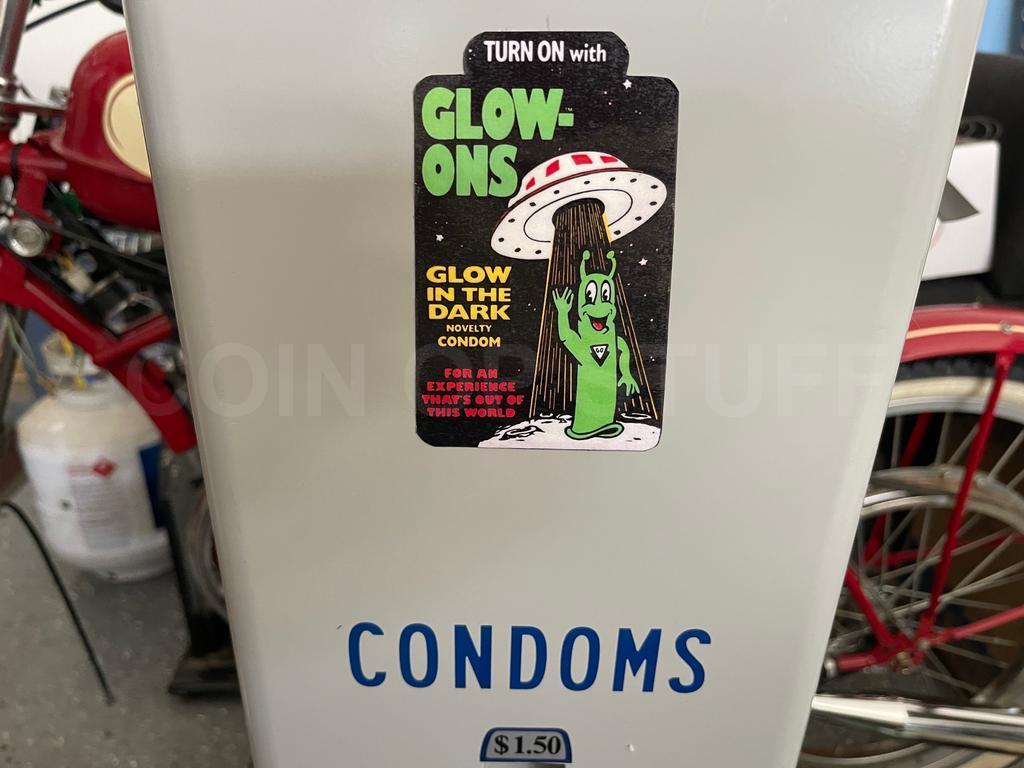 TURN ON with
GLOW-
ONS
GLOW
IN THE
DARK
NOVELTY
CONDOM
FOR AN
EXPERIENCE
THAT'S OUT OF
THIS WORLD
GO
COIN OP STUFF
CONDOMS
$1.50